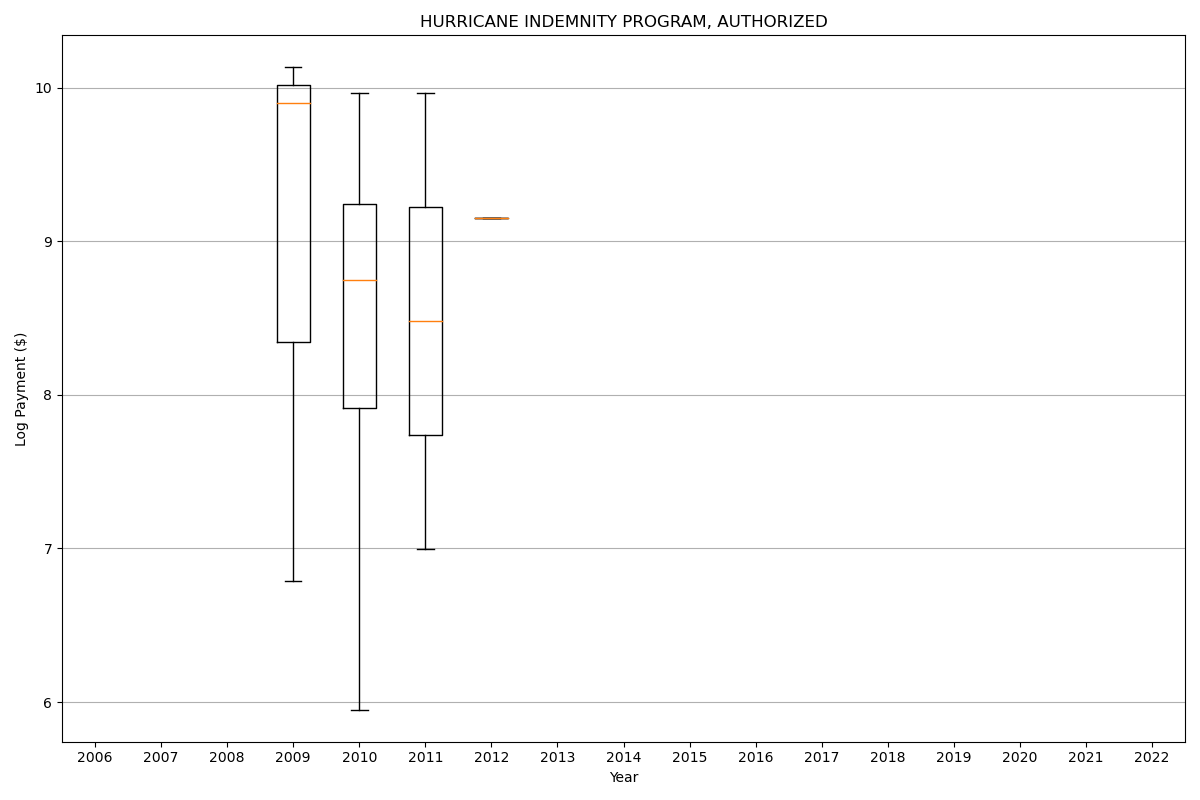 HURRICANE INDEMNITY PROGRAM, AUTHORIZED
10
9
8
7
6
Log Payment ($)
2006 2007 2008 2009 2010 2011 2012 2013 2014 2015 2016 2017 2018 2019 2020 2021 2022
Year